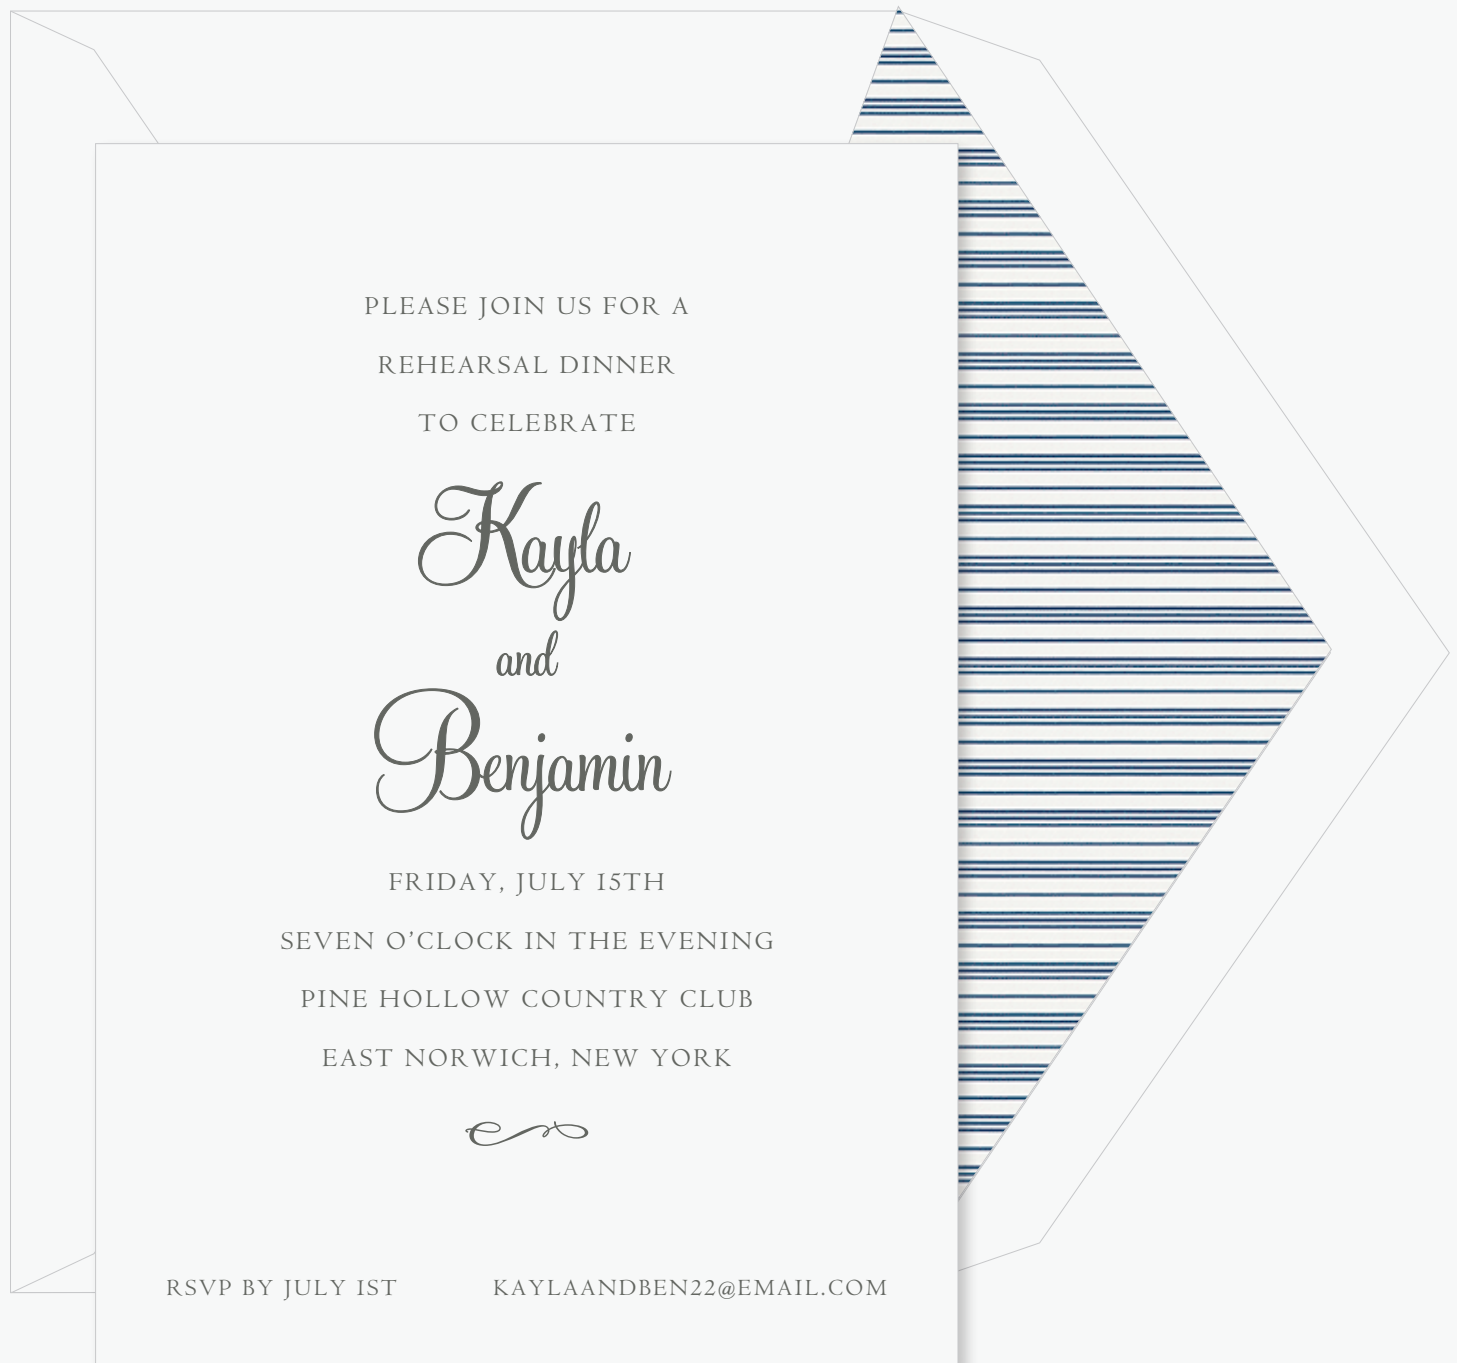 PLEASE JOIN US FOR A
REHEARSAL DINNER
TO CELEBRATE
Kayla
and
Benjamin
FRIDAY, JULY 15TH
SEVEN O’CLOCK IN THE EVENING
PINE HOLLOW COUNTRY CLUB
EAST NORWICH, NEW YORK
RSVP BY JULY 1ST KAYLAANDBEN22@EMAIL.COM